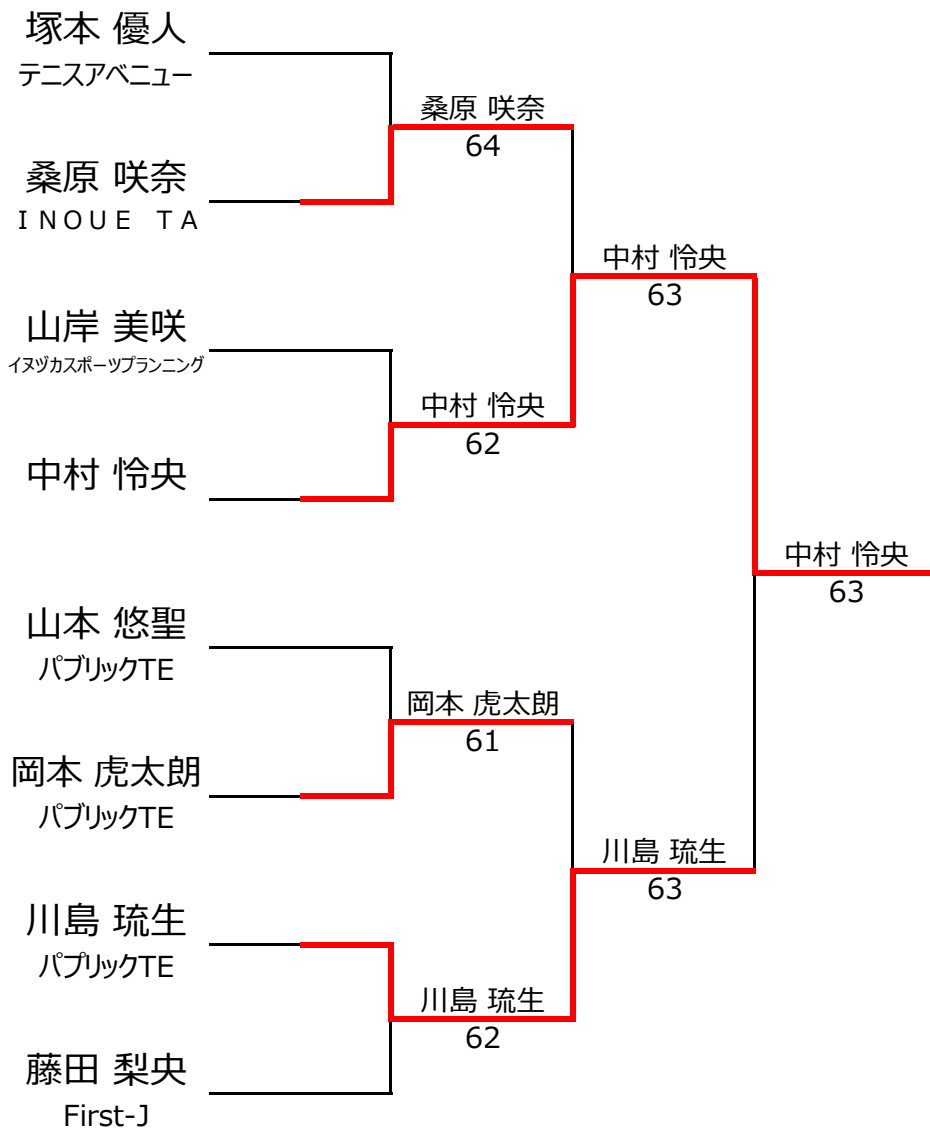 塚本 優人
テニスアベニュー
桑原 咲奈
64
桑原 咲奈
ＩＮＯＵＥ　ＴＡ
中村 怜央
63
山岸 美咲
イヌヅカスポーツプランニング
中村 怜央
62
中村 怜央
中村 怜央
63
山本 悠聖
パブリックTE
岡本 虎太朗
61
岡本 虎太朗
パブリックTE
川島 琉生
63
川島 琉生
パプリックTE
川島 琉生
62
藤田 梨央
First-J